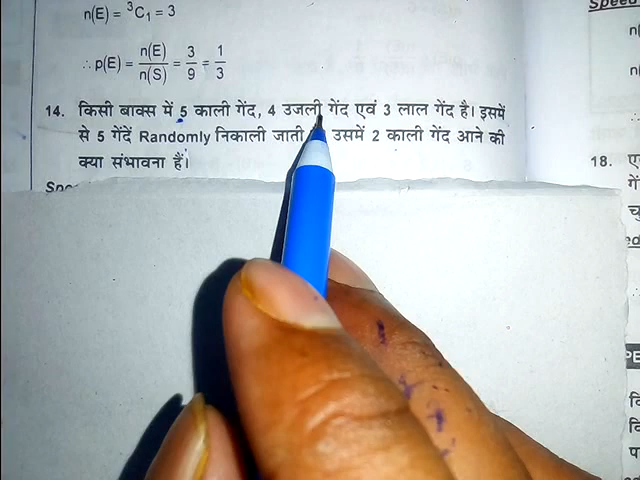 n(E) = ³C₁ = 3
Speed
∴ p(E) = n(E)/n(S) = 3/9 = 1/3
14. किसी बाक्स में 5 काली गेंद, 4 उजली गेंद एवं 3 लाल गेंद है। इसमें
से 5 गेंदें Randomly निकाली जाती उसमें 2 काली गेंद आने की
क्या संभावना हैं।
18.